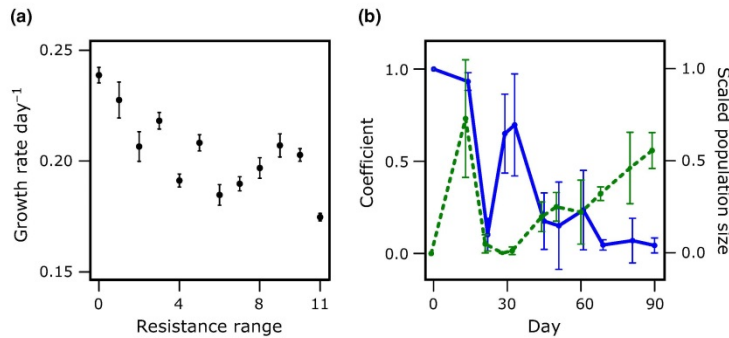 (a)
(b)
Growth rate day⁻¹
0.25
0.20
0.15
0
4
8
11
Resistance range
Coefficient
1.0
0.5
0.0
0
30
60
90
Day
1.0
0.5
0.0
Scaled population size